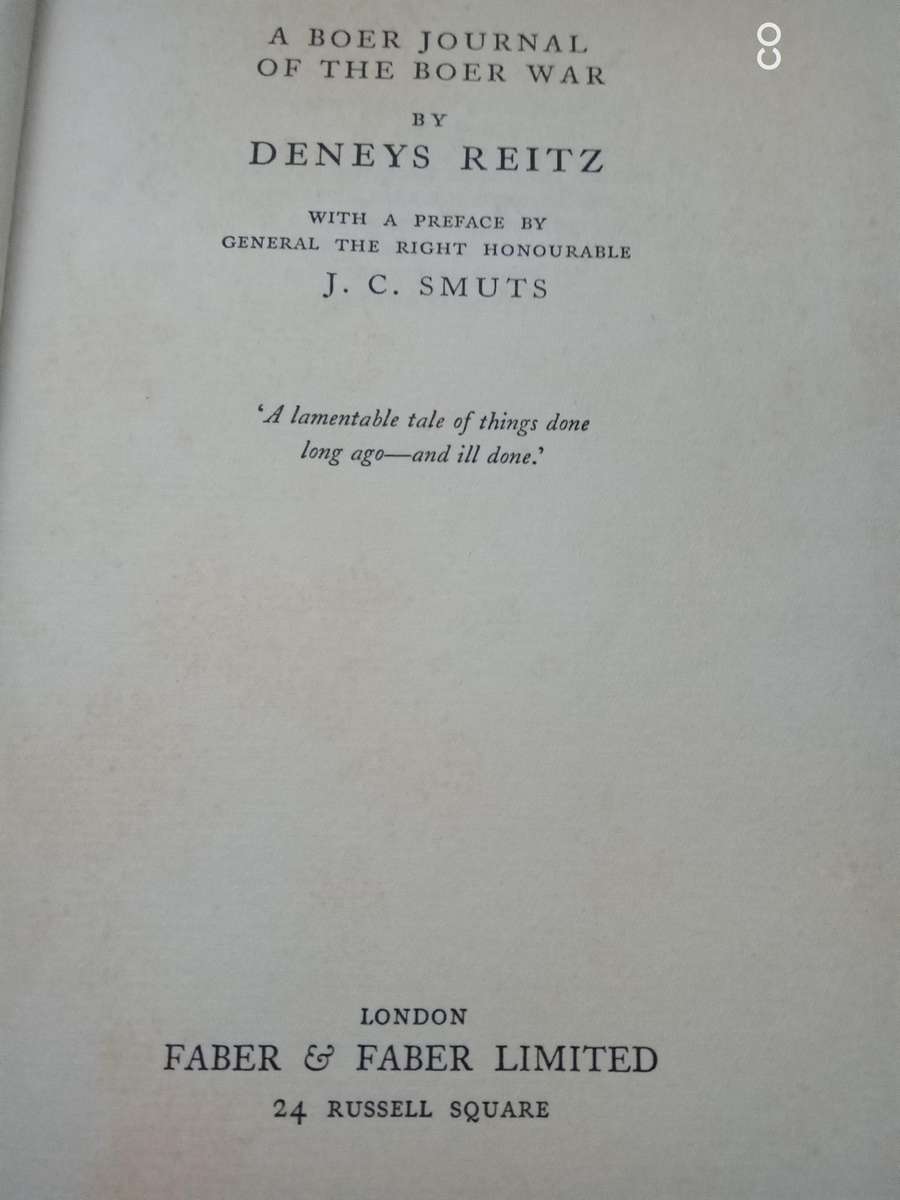 A BOER JOURNAL
OF THE BOER WAR
BY
DENEYS REITZ
WITH A PREFACE BY
GENERAL THE RIGHT HONOURABLE
J. C. SMUTS
‘A lamentable tale of things done
long ago—and ill done.’
LONDON
FABER & FABER LIMITED
24 RUSSELL SQUARE